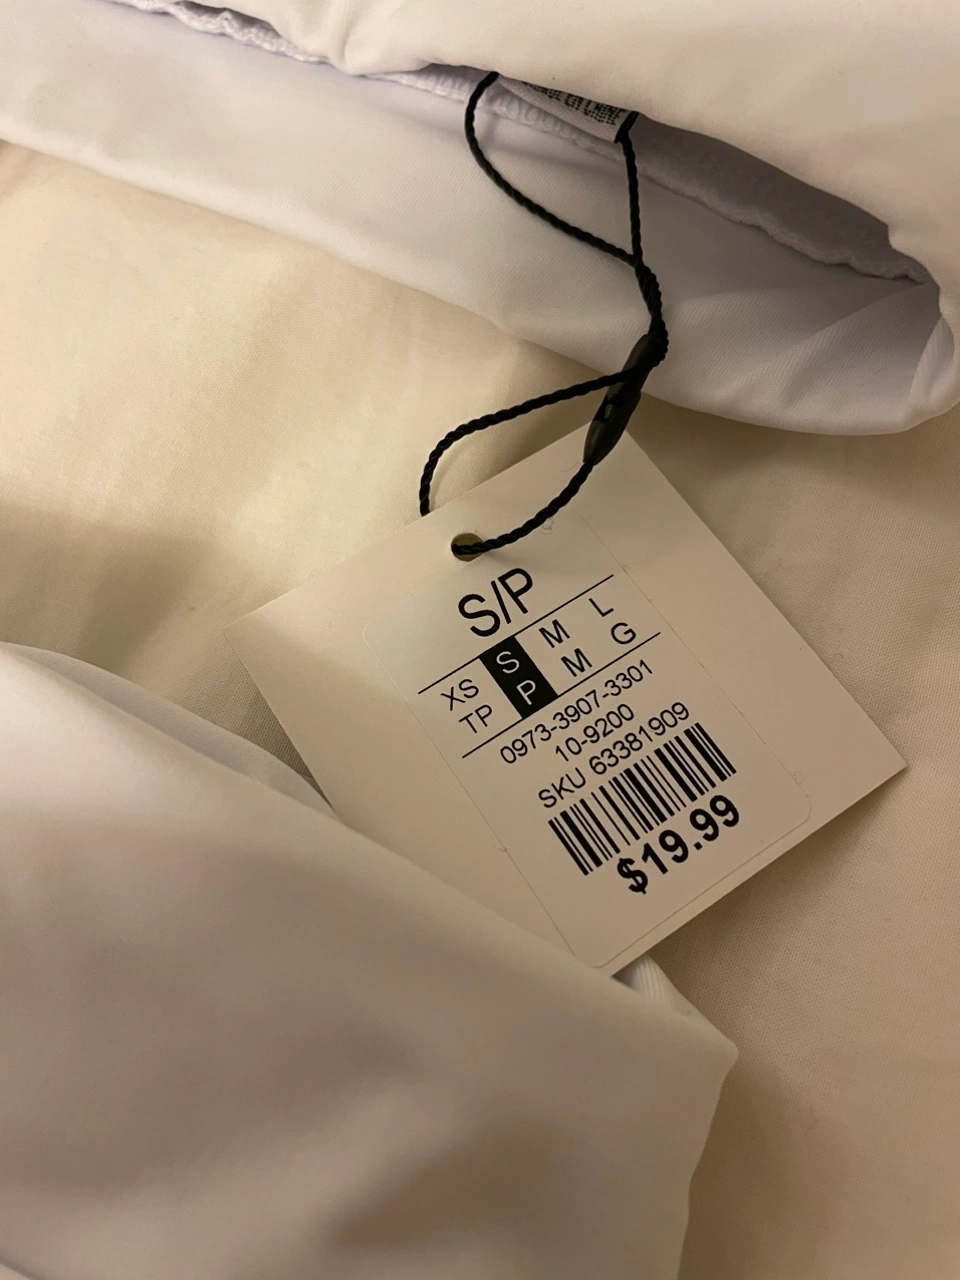 S/P
XS S M L
TP P M G
0973-3907-3301
10-9200
SKU 63381909
$19.99